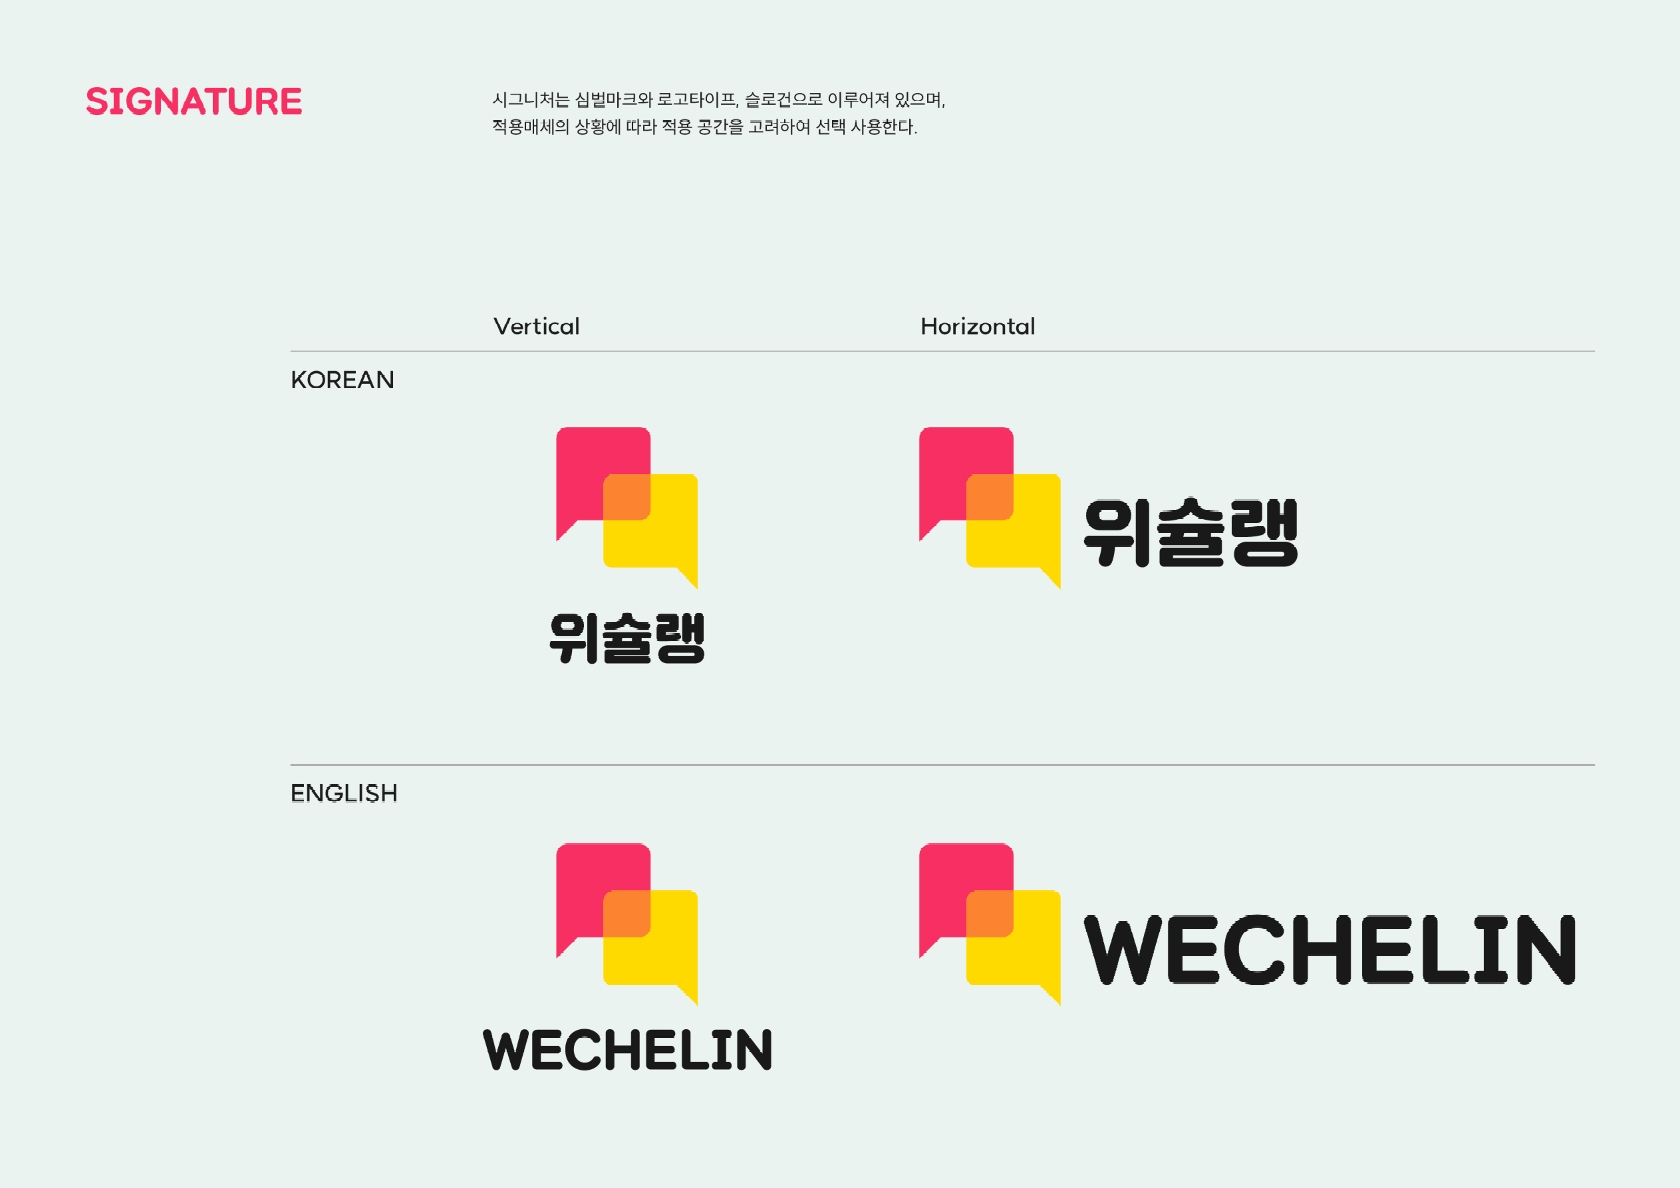 SIGNATURE
시그니처는 심벌마크와 로고타이프, 슬로건으로 이루어져 있으며,
적용매체의 상황에 따라 적용 공간을 고려하여 선택 사용한다.
Vertical
Horizontal
KOREAN
위슐랭
위슐랭
ENGLISH
WECHELIN
WECHELIN